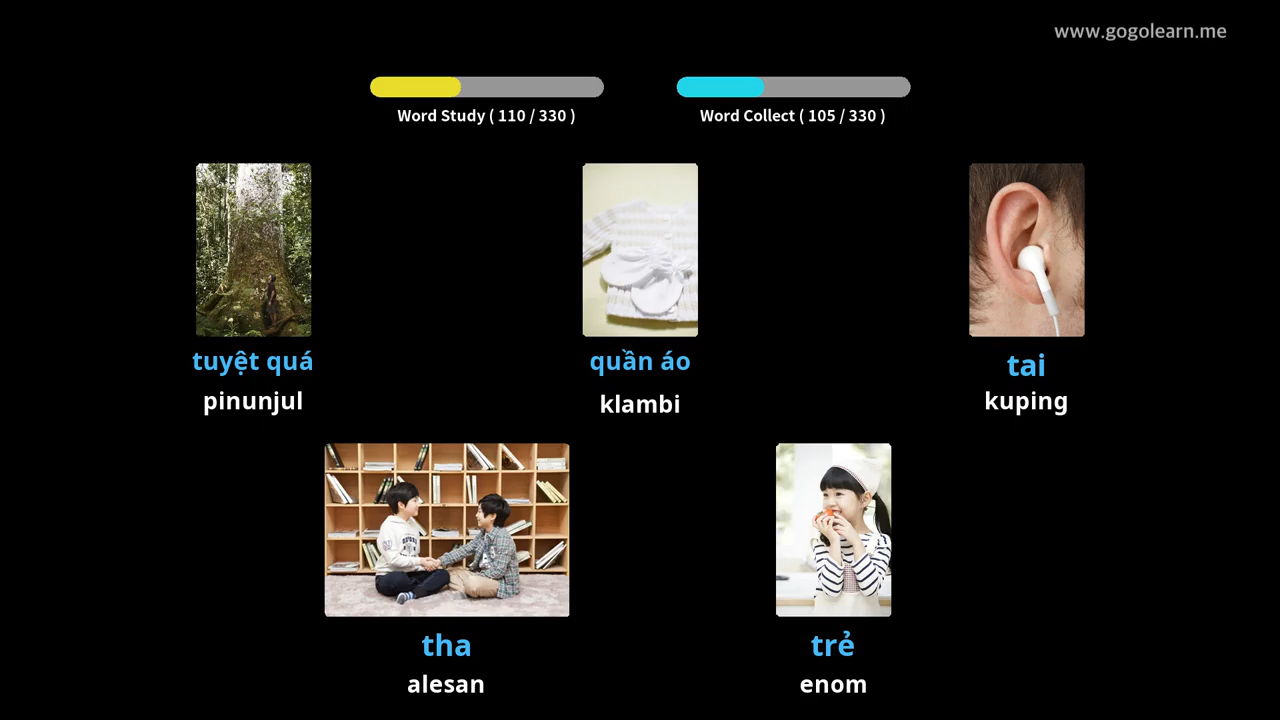 www.gogolearn.me
Word Study ( 110 / 330 )
Word Collect ( 105 / 330 )
tuyệt quá
pinunjul
quần áo
klambi
tai
kuping
tha
alesan
trẻ
enom